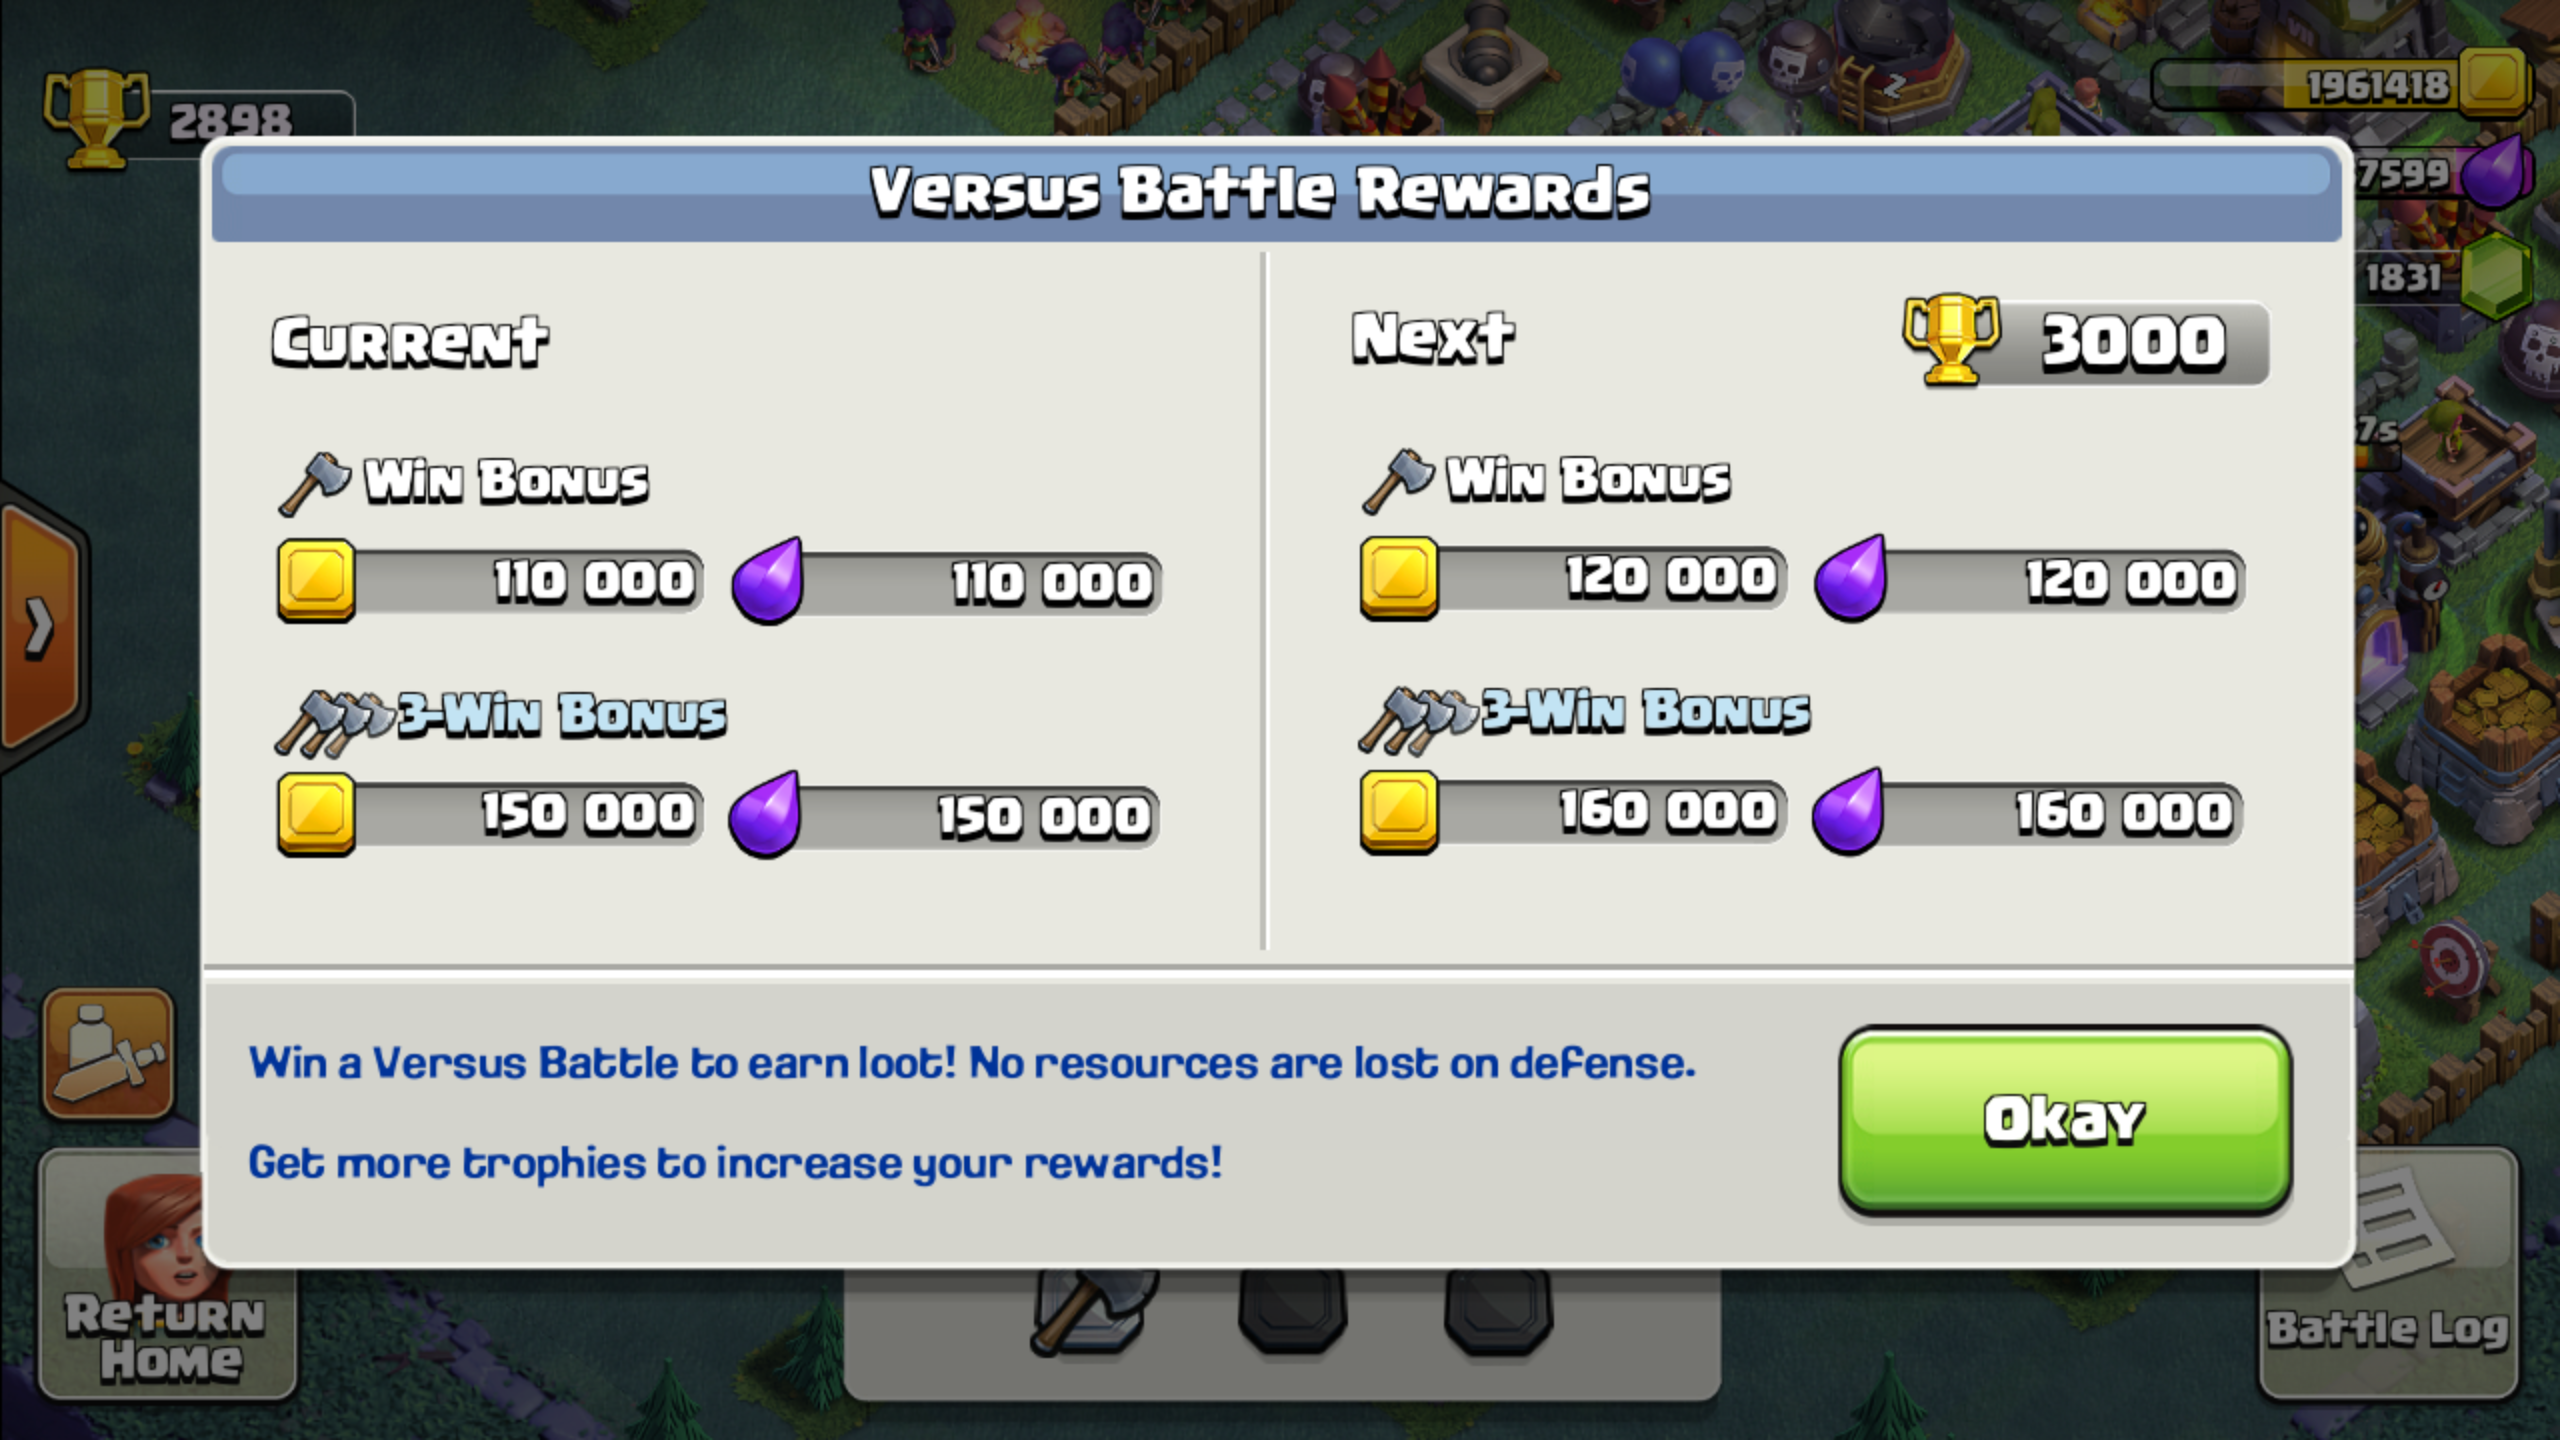 2898
1961418
Versus Battle Rewards
7599
1831
Current
Next
3000
Win Bonus
Win Bonus
110 000
110 000
120 000
120 000
7s
3-Win Bonus
3-Win Bonus
150 000
150 000
160 000
160 000
Win a Versus Battle to earn loot! No resources are lost on defense.
Get more trophies to increase your rewards!
Okay
Return
Home
Battle Log